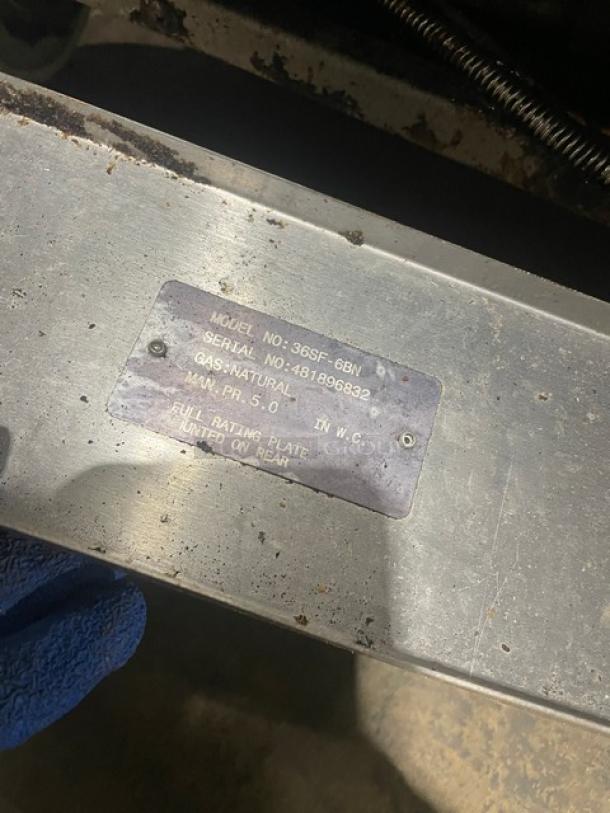 MODEL NO: 36SF-6BN
SERIAL NO: 481896832
GAS: NATURAL
MAN. PR. 5.0 IN W.C.
FULL RATING PLATE
UNTED ON REAR